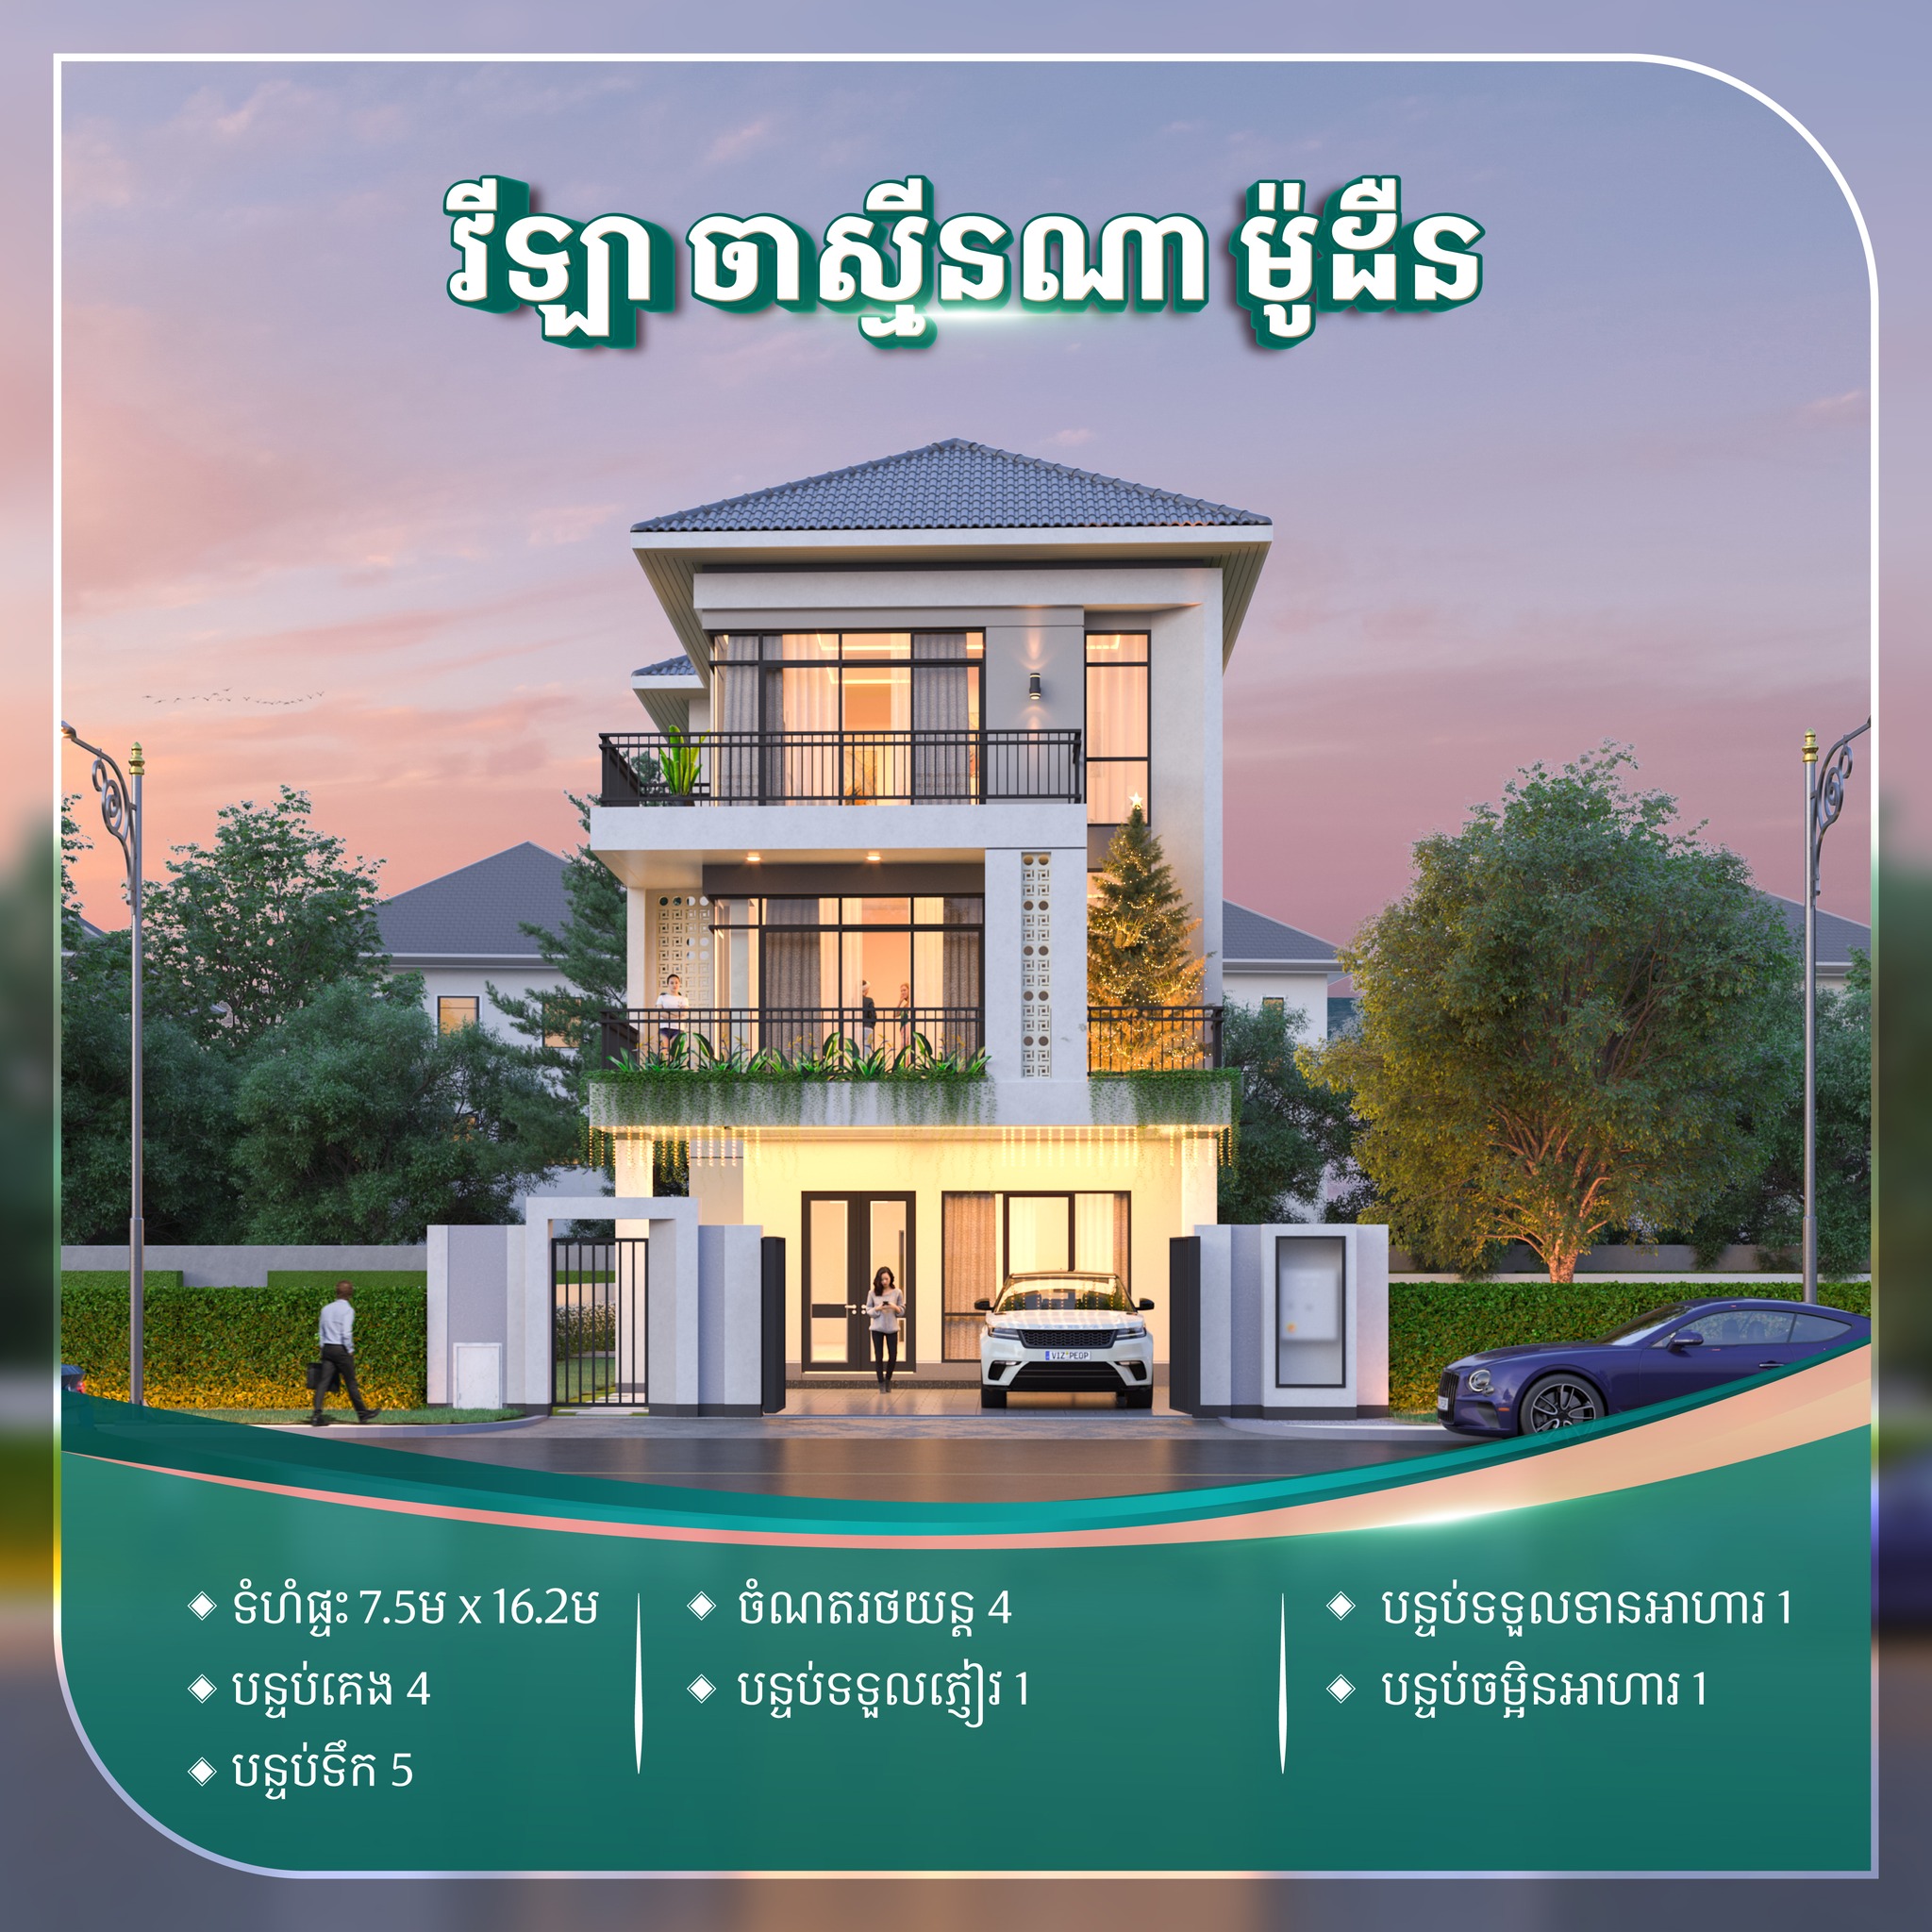 វីឡា ចាស្មីនណា ម៉ូដឺន
VIZ PEOP
ទំហំផ្ទះ 7.5ម x 16.2ម
បន្ទប់គេង 4
បន្ទប់ទឹក 5
ចំណតរថយន្ត 4
បន្ទប់ទទួលភ្ញៀវ 1
បន្ទប់ទទួលទានអាហារ 1
បន្ទប់ចម្អិនអាហារ 1